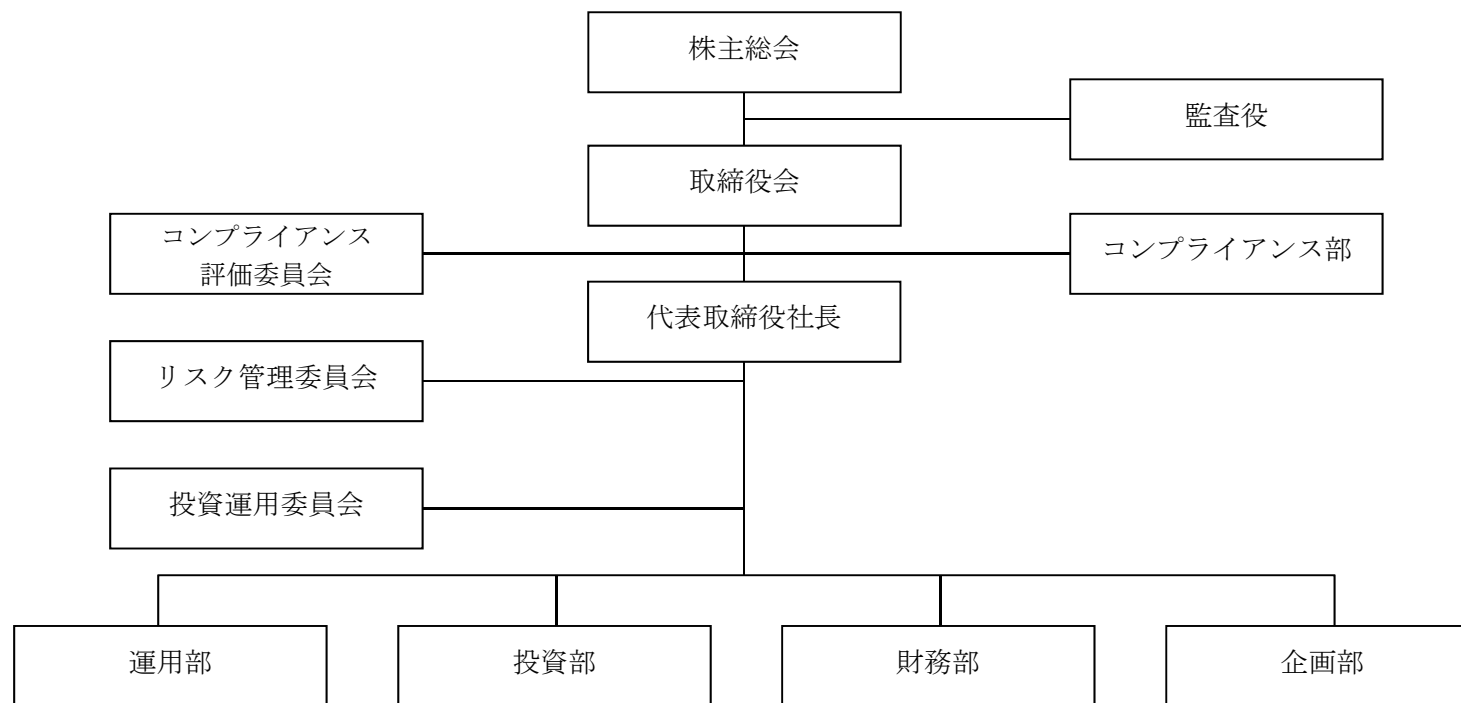 株主総会
監査役
取締役会
コンプライアンス
評価委員会
コンプライアンス部
代表取締役社長
リスク管理委員会
投資運用委員会
運用部
投資部
財務部
企画部